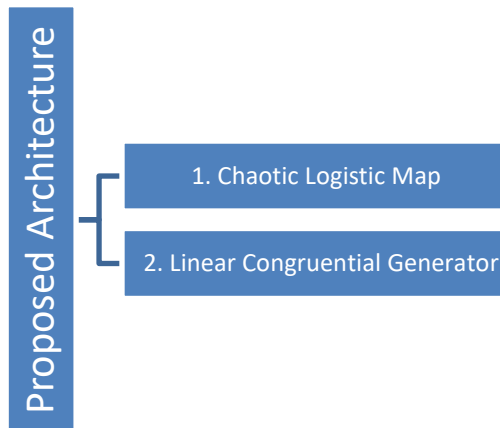 Proposed Architecture
1. Chaotic Logistic Map
2. Linear Congruential Generator